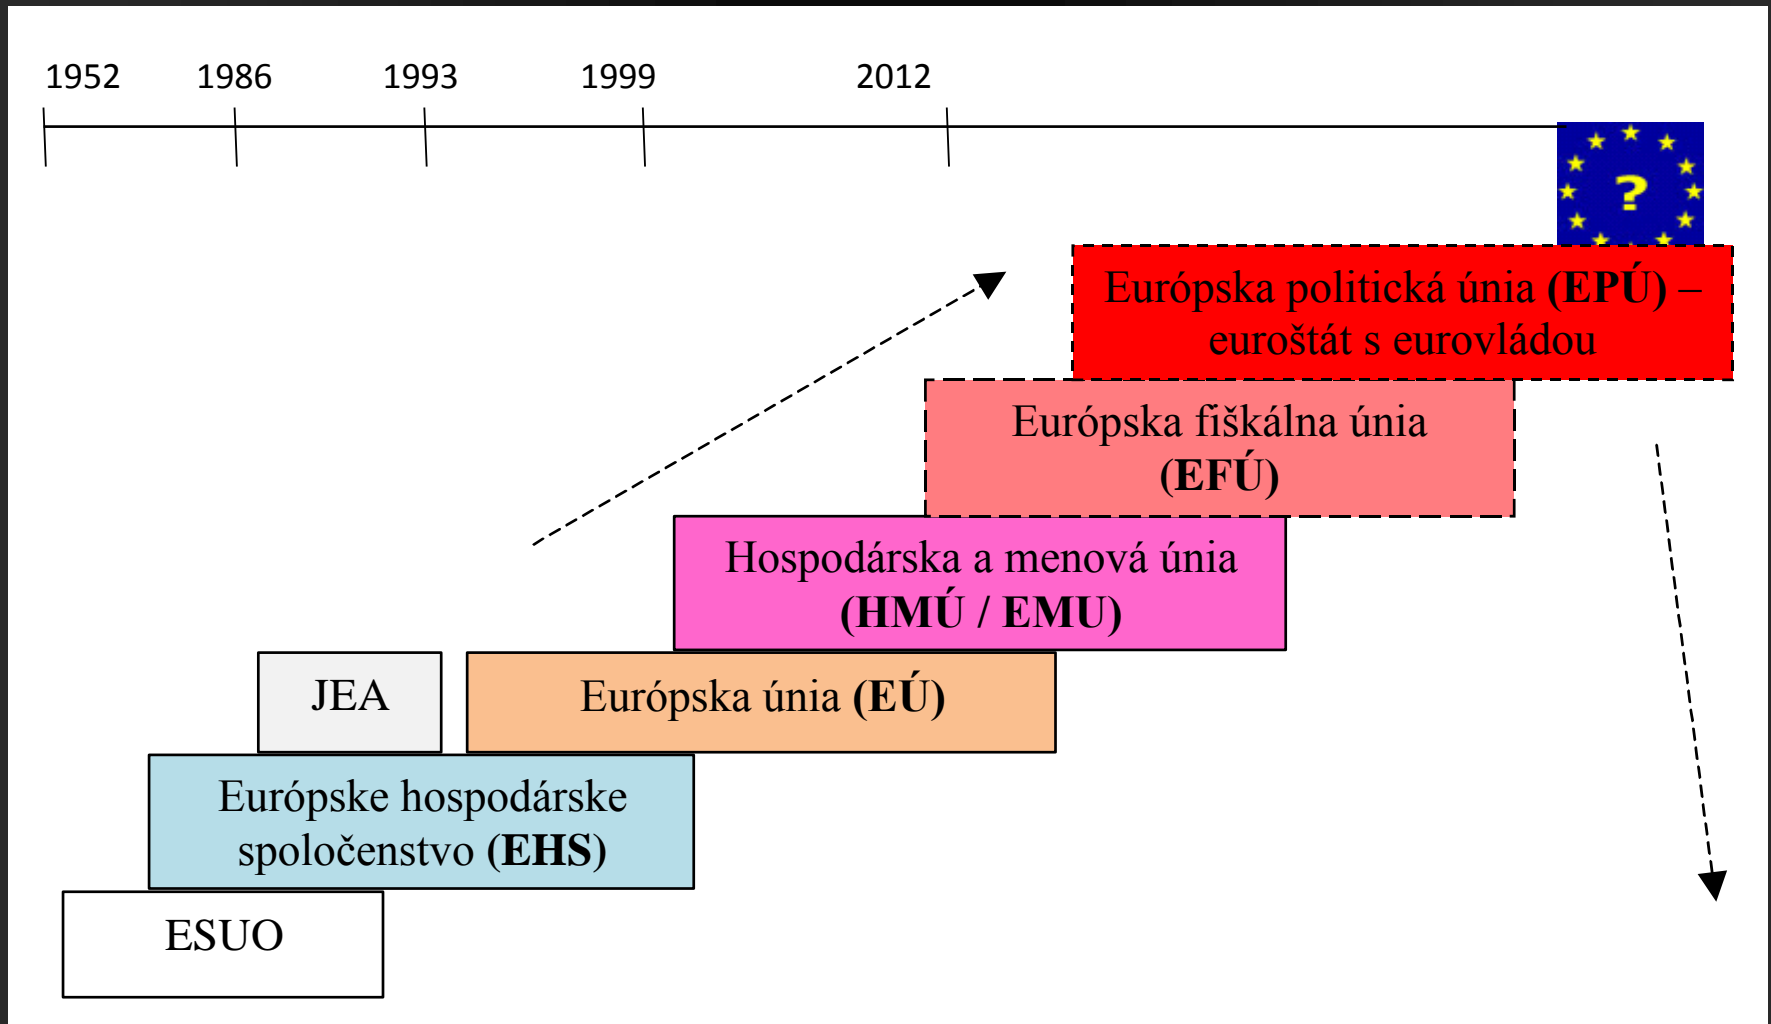 1952 1986 1993 1999 2012
?
Európska politická únia (EPÚ) –
euroštát s eurovládou
Európska fiškálna únia
(EFÚ)
Hospodárska a menová únia
(HMÚ / EMU)
JEA
Európska únia (EÚ)
Európske hospodárske
spoločenstvo (EHS)
ESUO